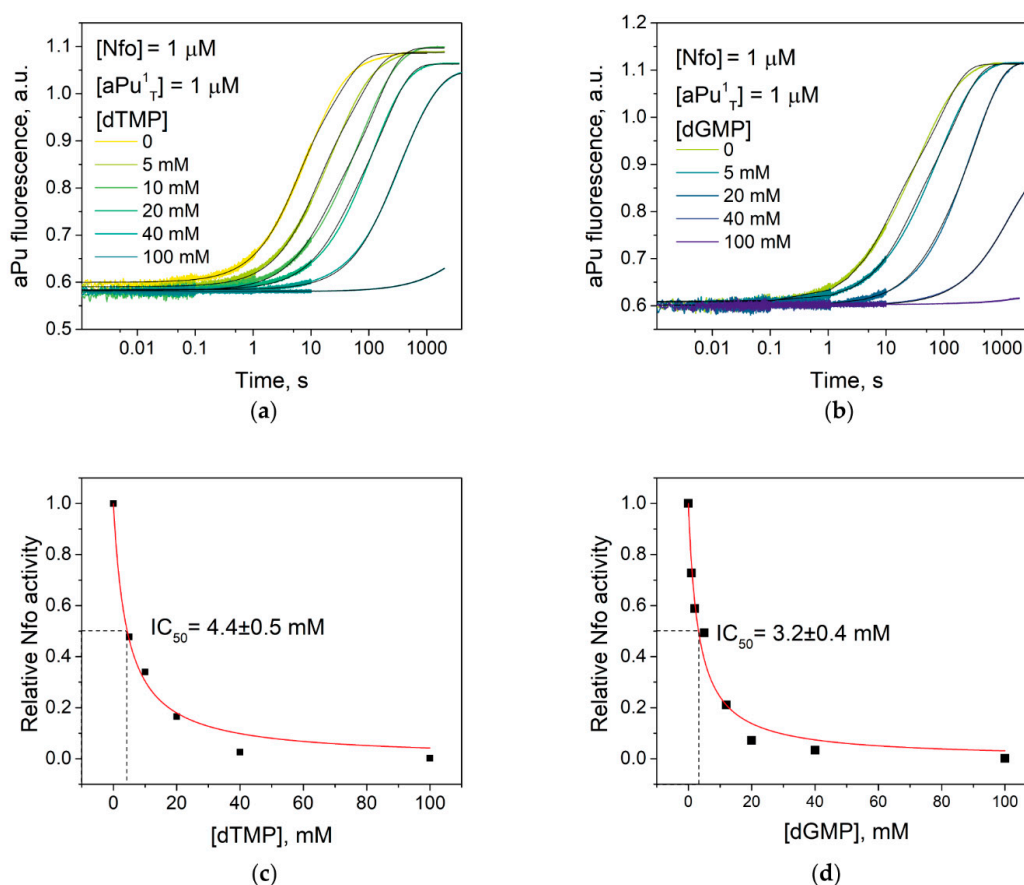 [Nfo] = 1 µM
[aPu¹_T] = 1 µM
[dTMP]
0
5 mM
10 mM
20 mM
40 mM
100 mM
aPu fluorescence, a.u.
1.1
1.0
0.9
0.8
0.7
0.6
0.5
0.01 0.1 1 10 100 1000
Time, s
(a)
[Nfo] = 1 µM
[aPu¹_T] = 1 µM
[dGMP]
0
5 mM
20 mM
40 mM
100 mM
aPu fluorescence, a.u.
1.2
1.1
1.0
0.9
0.8
0.7
0.6
0.01 0.1 1 10 100 1000
Time, s
(b)
Relative Nfo activity
1.0
0.8
0.6
0.4
0.2
0.0
IC₅₀= 4.4±0.5 mM
0 20 40 60 80 100
[dTMP], mM
(c)
Relative Nfo activity
1.0
0.8
0.6
0.4
0.2
0.0
IC₅₀= 3.2±0.4 mM
0 20 40 60 80 100
[dGMP], mM
(d)